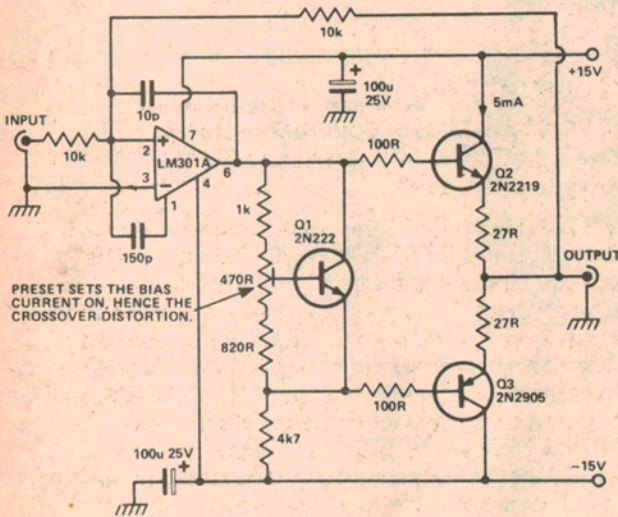 10k
+15V
+
100u
25V
5mA
10p
INPUT
10k
+
2
7
LM301A
6
3
−
4
1
150p
100R
Q2
2N2219
1k
Q1
2N222
27R
OUTPUT
PRESET SETS THE BIAS
CURRENT ON, HENCE THE
CROSSOVER DISTORTION.
470R
27R
820R
100R
Q3
2N2905
4k7
100u 25V
+
−15V